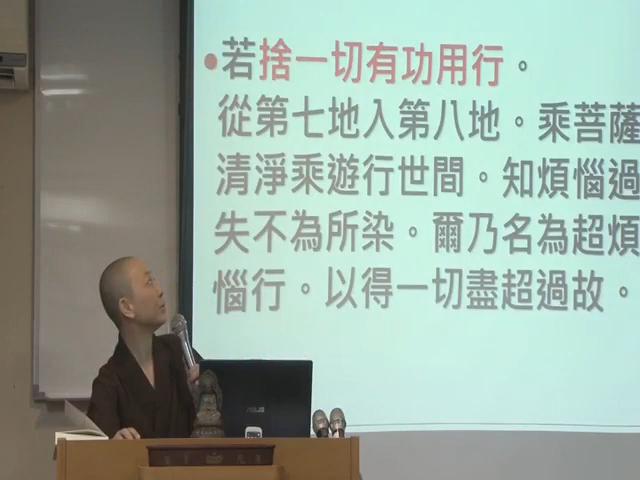 •若捨一切有功用行。
從第七地入第八地。乘菩薩
清淨乘遊行世間。知煩惱過
失不為所染。爾乃名為超煩
惱行。以得一切盡超過故。
ASUS